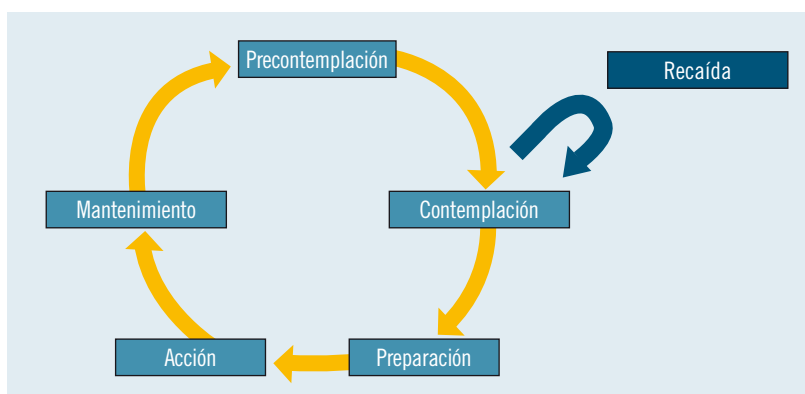 Precontemplación
Recaída
Mantenimiento
Contemplación
Acción
Preparación